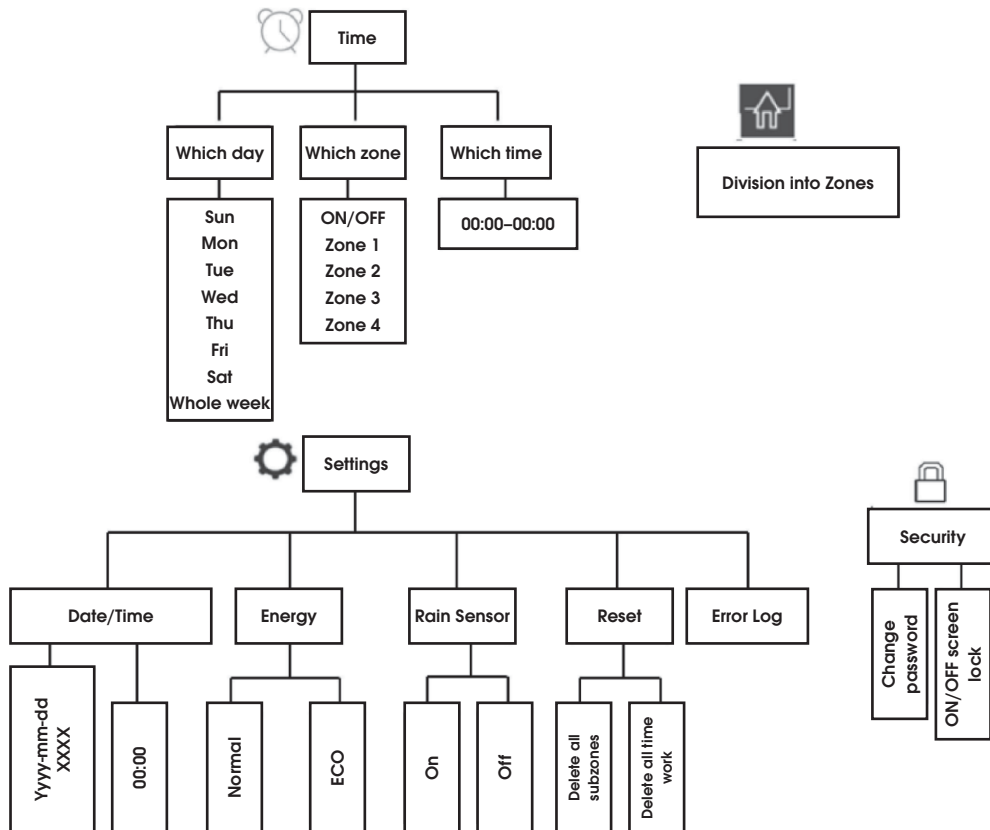 Time
Which day
Which zone
Which time
Sun
Mon
Tue
Wed
Thu
Fri
Sat
Whole week
ON/OFF
Zone 1
Zone 2
Zone 3
Zone 4
00:00–00:00
Division into Zones
Settings
Date/Time
Energy
Rain Sensor
Reset
Error Log
Yyyy-mm-dd
XXXX
00:00
Normal
ECO
On
Off
Delete all
subzones
Delete all time
work
Security
Change
password
ON/OFF screen
lock